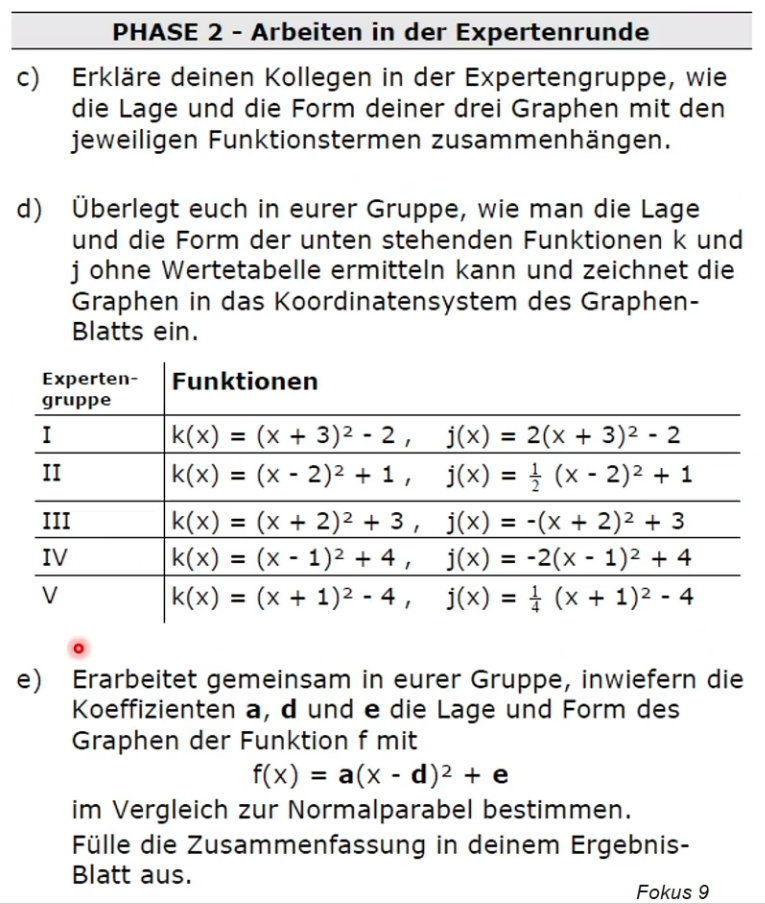 PHASE 2 - Arbeiten in der Expertenrunde
c) Erkläre deinen Kollegen in der Expertengruppe, wie
die Lage und die Form deiner drei Graphen mit den
jeweiligen Funktionstermen zusammenhängen.
d) Überlegt euch in eurer Gruppe, wie man die Lage
und die Form der unten stehenden Funktionen k und
j ohne Wertetabelle ermitteln kann und zeichnet die
Graphen in das Koordinatensystem des Graphen-
Blatts ein.
Experten-
gruppe
Funktionen
I k(x) = (x + 3)² - 2 , j(x) = 2(x + 3)² - 2
II k(x) = (x - 2)² + 1 , j(x) = ½ (x - 2)² + 1
III k(x) = (x + 2)² + 3 , j(x) = -(x + 2)² + 3
IV k(x) = (x - 1)² + 4 , j(x) = -2(x - 1)² + 4
V k(x) = (x + 1)² - 4 , j(x) = ¼ (x + 1)² - 4
e) Erarbeitet gemeinsam in eurer Gruppe, inwiefern die
Koeffizienten a, d und e die Lage und Form des
Graphen der Funktion f mit
f(x) = a(x - d)² + e
im Vergleich zur Normalparabel bestimmen.
Fülle die Zusammenfassung in deinem Ergebnis-
Blatt aus.
Fokus 9